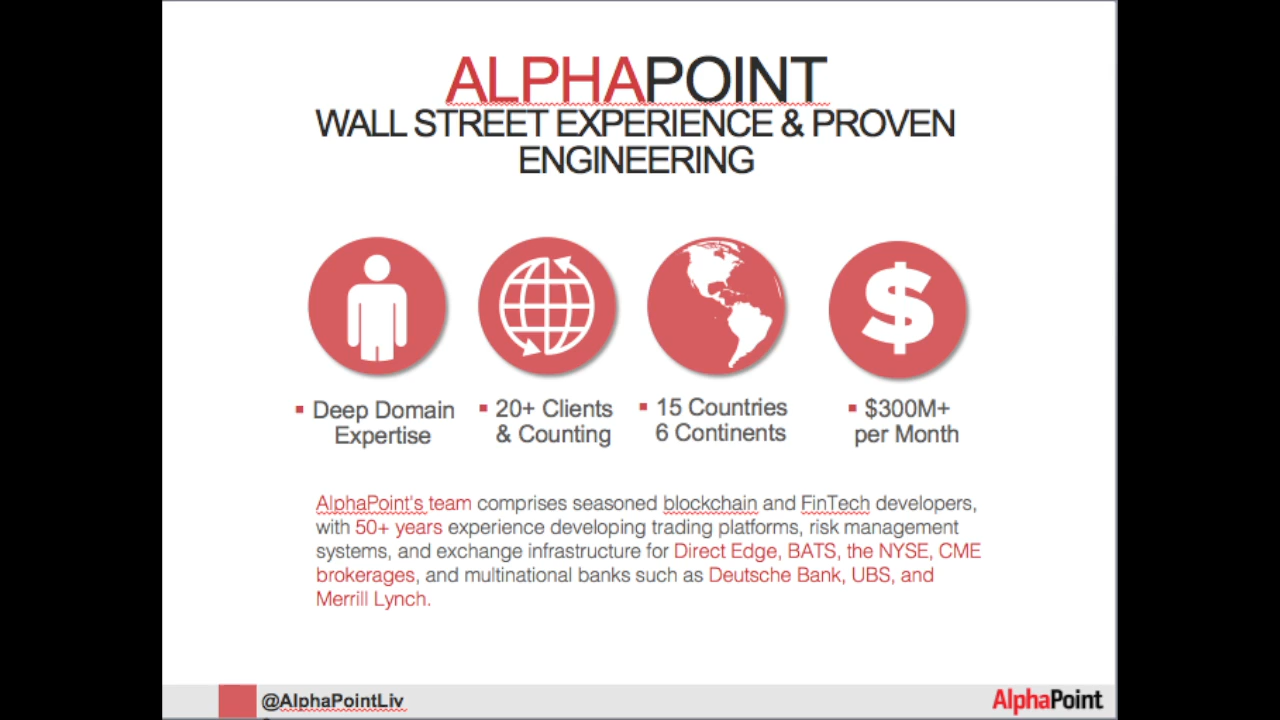 ALPHAPOINT
WALL STREET EXPERIENCE & PROVEN
ENGINEERING
▪ Deep Domain
Expertise
▪ 20+ Clients
& Counting
▪ 15 Countries
6 Continents
▪ $300M+
per Month
AlphaPoint's team comprises seasoned blockchain and FinTech developers,
with 50+ years experience developing trading platforms, risk management
systems, and exchange infrastructure for Direct Edge, BATS, the NYSE, CME
brokerages, and multinational banks such as Deutsche Bank, UBS, and
Merrill Lynch.
@AlphaPointLiv
AlphaPoint